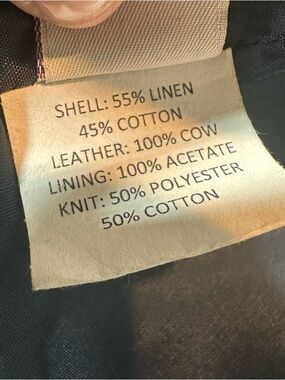 SHELL: 55% LINEN
45% COTTON
LEATHER: 100% COW
LINING: 100% ACETATE
KNIT: 50% POLYESTER
50% COTTON